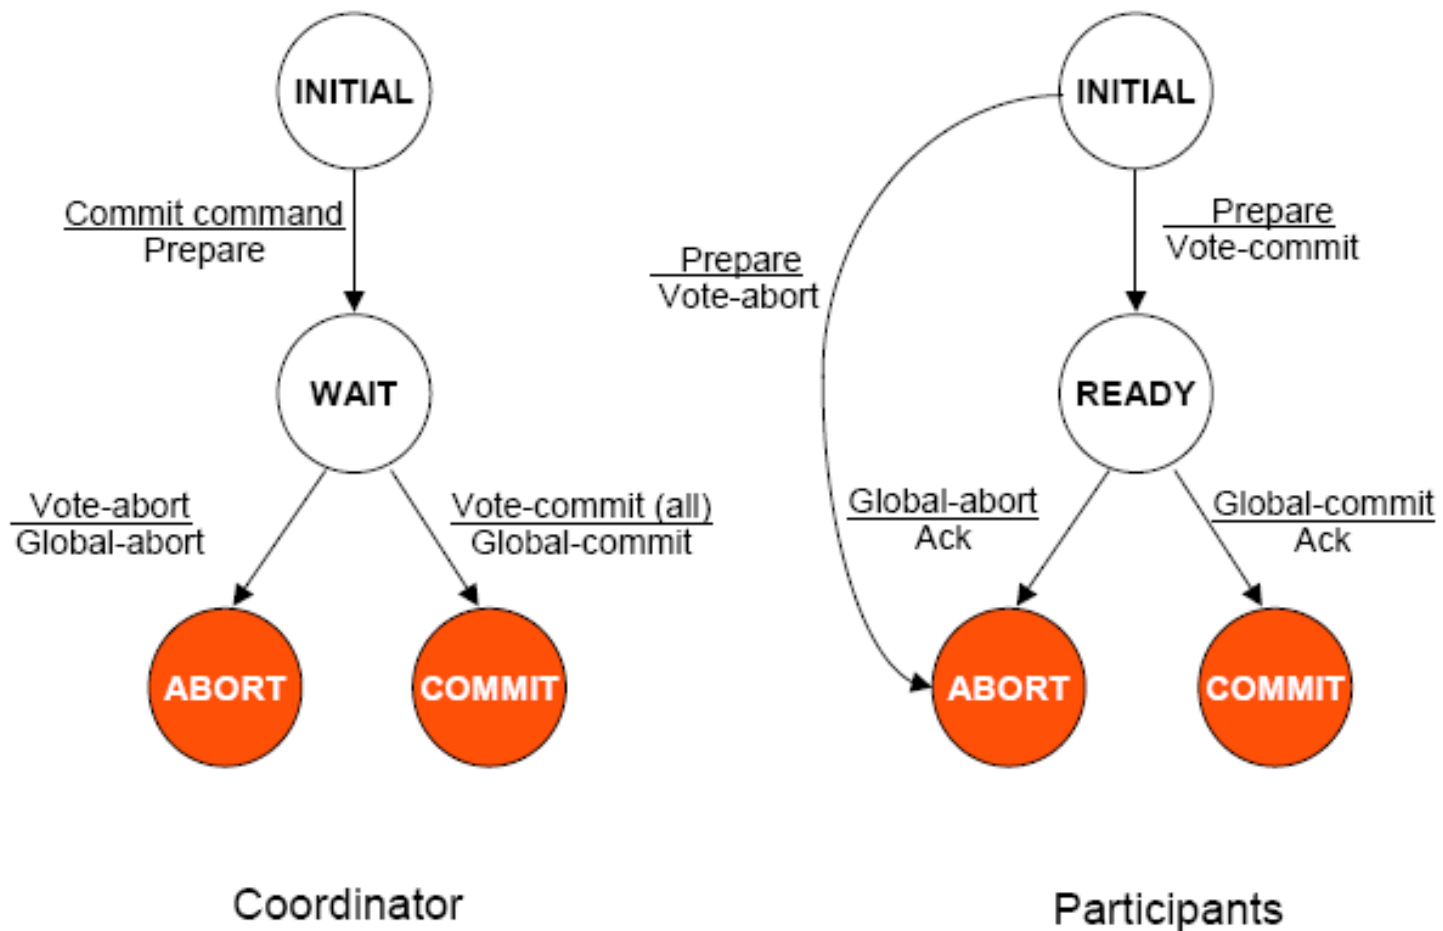 INITIAL
Commit command
Prepare
WAIT
Vote-abort
Global-abort
Vote-commit (all)
Global-commit
ABORT
COMMIT
Coordinator
INITIAL
Prepare
Vote-commit
Prepare
Vote-abort
READY
Global-abort
Ack
Global-commit
Ack
ABORT
COMMIT
Participants